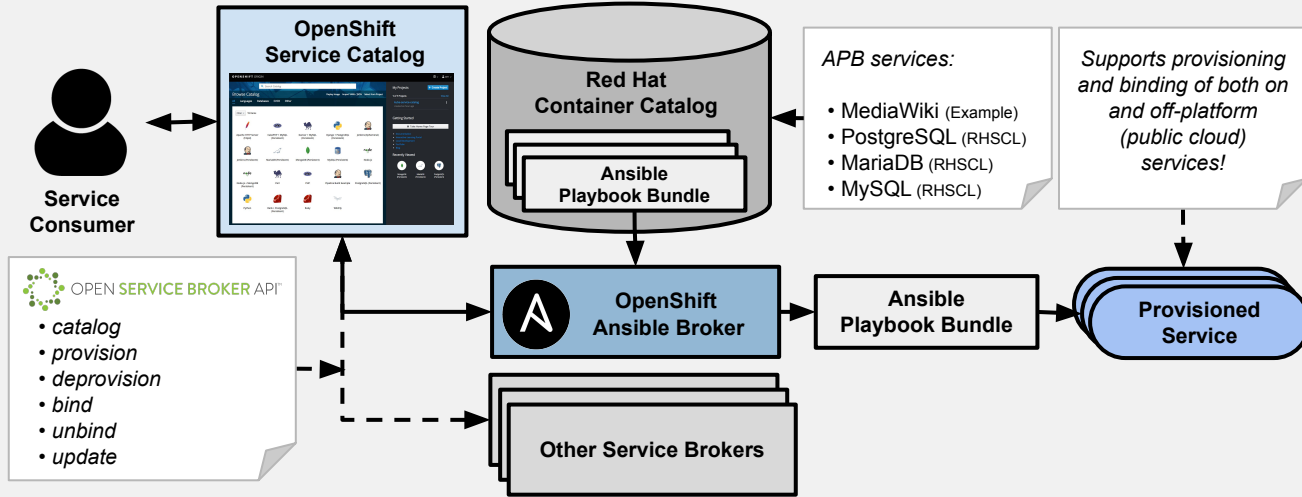 OpenShift
Service Catalog
Service
Consumer
Red Hat
Container Catalog
Ansible
Playbook Bundle
APB services:
• MediaWiki (Example)
• PostgreSQL (RHSCL)
• MariaDB (RHSCL)
• MySQL (RHSCL)
Supports provisioning
and binding of both on
and off-platform
(public cloud)
services!
OPEN SERVICE BROKER API
• catalog
• provision
• deprovision
• bind
• unbind
• update
OpenShift
Ansible Broker
Ansible
Playbook Bundle
Provisioned
Service
Other Service Brokers